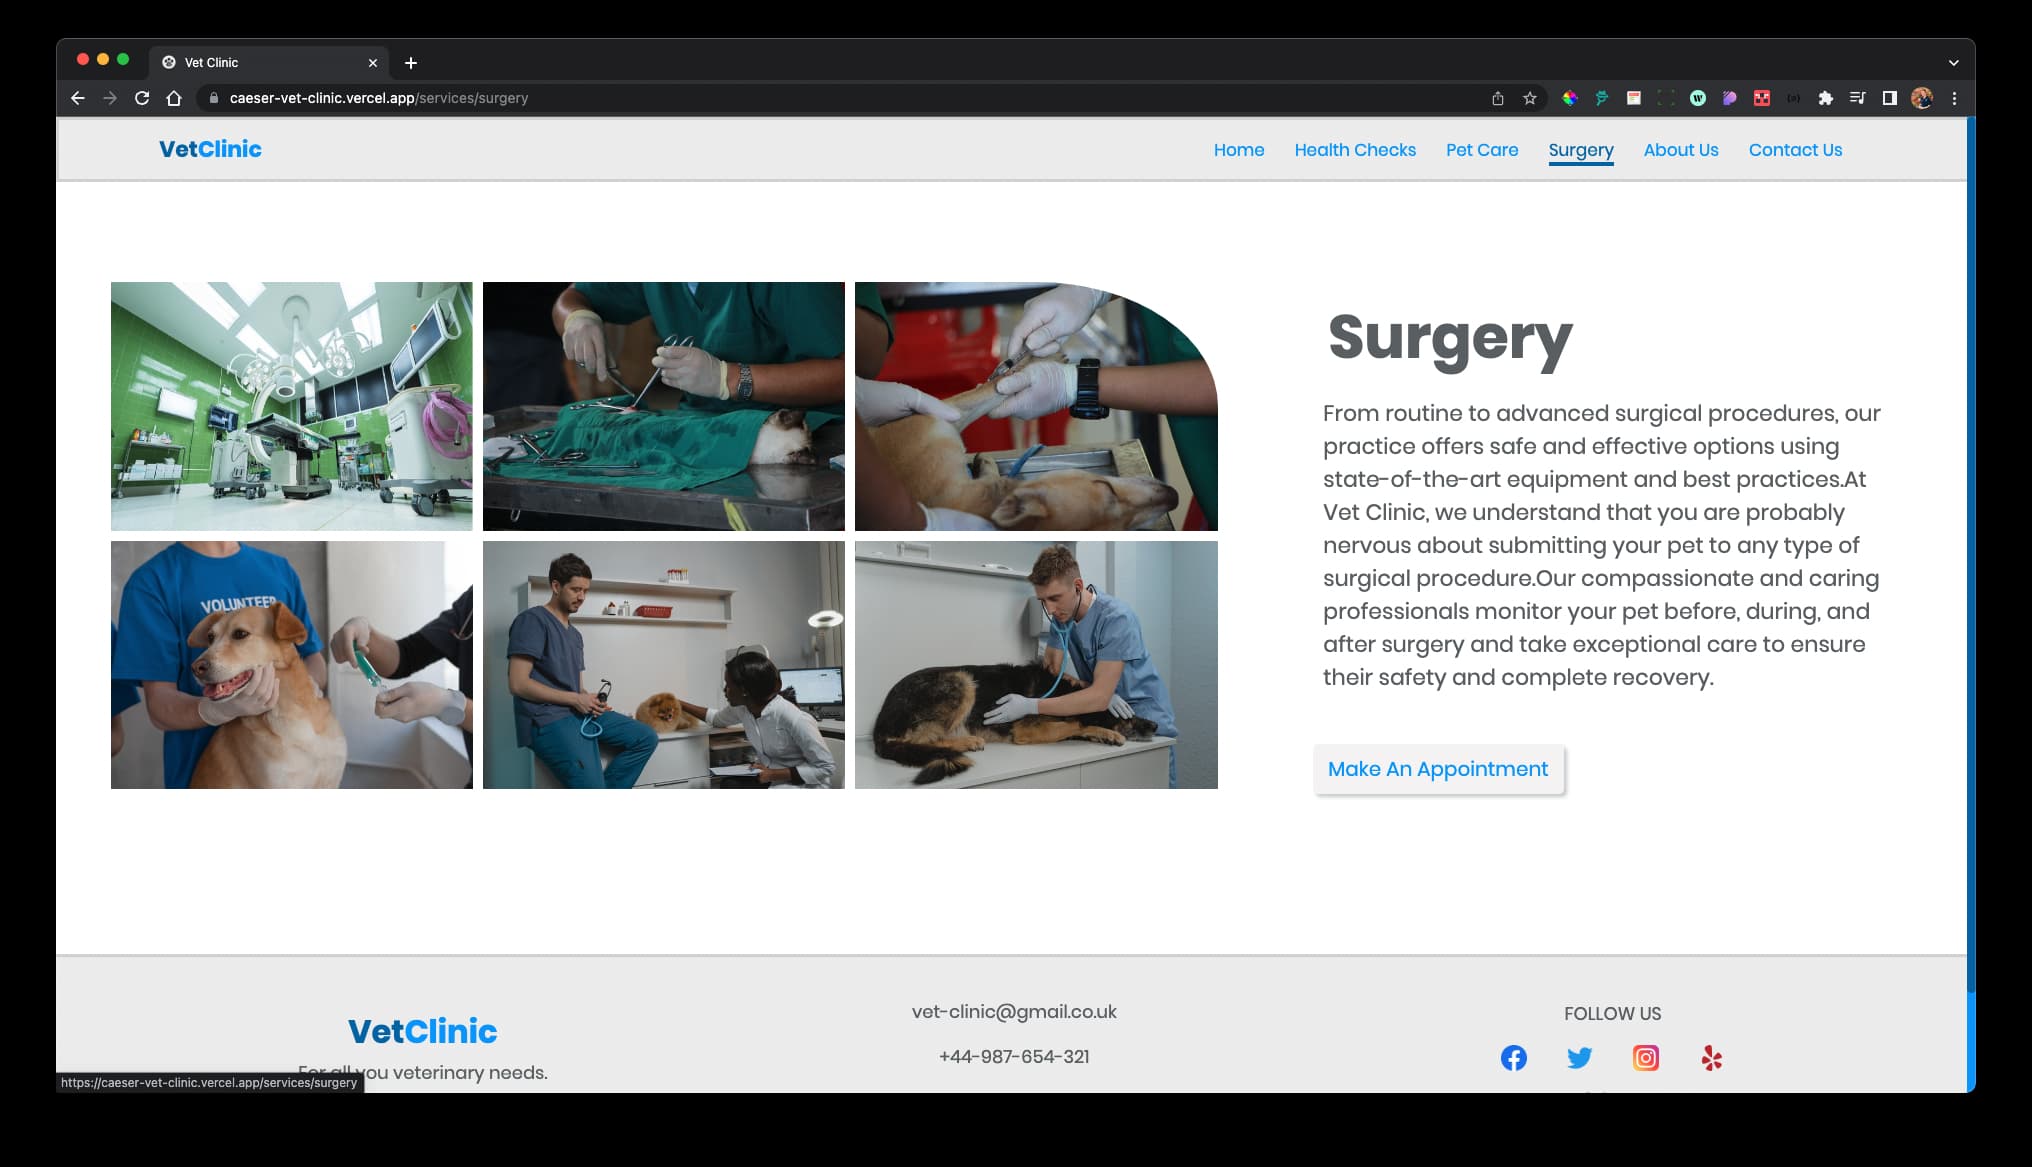 Vet Clinic
caeser-vet-clinic.vercel.app/services/surgery
VetClinic
Home
Health Checks
Pet Care
Surgery
About Us
Contact Us
VOLUNTEER
Surgery
From routine to advanced surgical procedures, our
practice offers safe and effective options using
state-of-the-art equipment and best practices.At
Vet Clinic, we understand that you are probably
nervous about submitting your pet to any type of
surgical procedure.Our compassionate and caring
professionals monitor your pet before, during, and
after surgery and take exceptional care to ensure
their safety and complete recovery.
Make An Appointment
VetClinic
For all you veterinary needs.
vet-clinic@gmail.co.uk
+44-987-654-321
FOLLOW US
https://caeser-vet-clinic.vercel.app/services/surgery